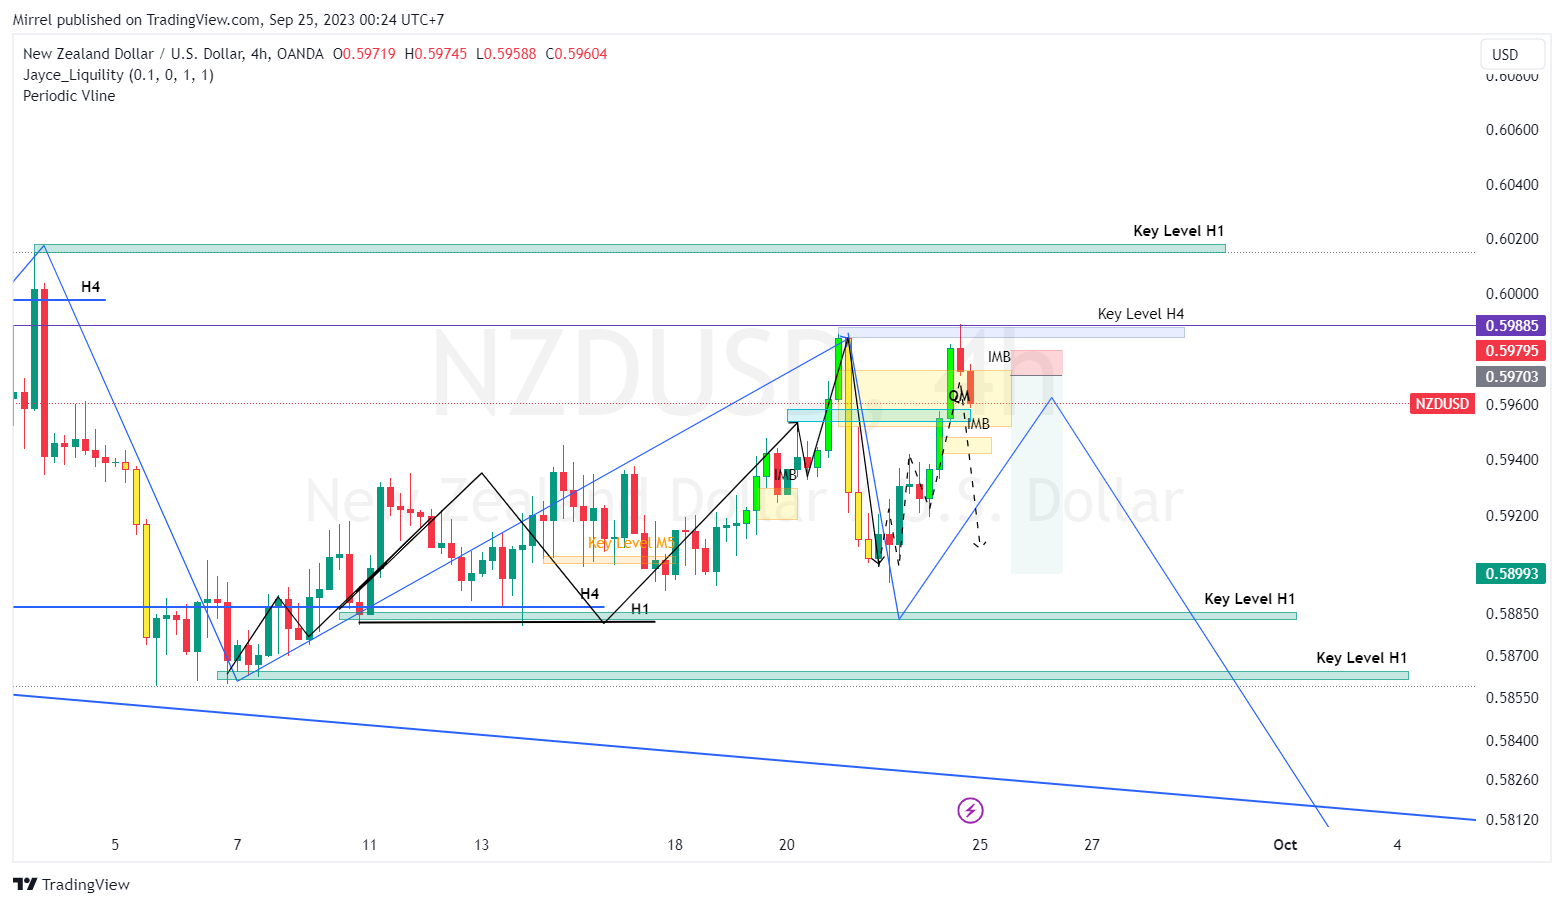 Mirrel published on TradingView.com, Sep 25, 2023 00:24 UTC+7
New Zealand Dollar / U.S. Dollar, 4h, OANDA O0.59719 H0.59745 L0.59588 C0.59604
Jayce_Liquility (0.1, 0, 1, 1)
Periodic Vline
USD
0.60800
0.60600
0.60400
Key Level H1
0.60200
H4
0.60000
Key Level H4
0.59885
NZDUSD, 4h
IMB
0.59795
0.59703
QM
NZDUSD
0.59600
IMB
0.59400
IMB
New Zealand Dollar / U.S. Dollar
0.59200
Key Level M5
0.58993
H4
Key Level H1
H1
0.58850
Key Level H1
0.58700
0.58550
0.58400
0.58260
0.58120
5 7 11 13 18 20 25 27 Oct 4
TradingView